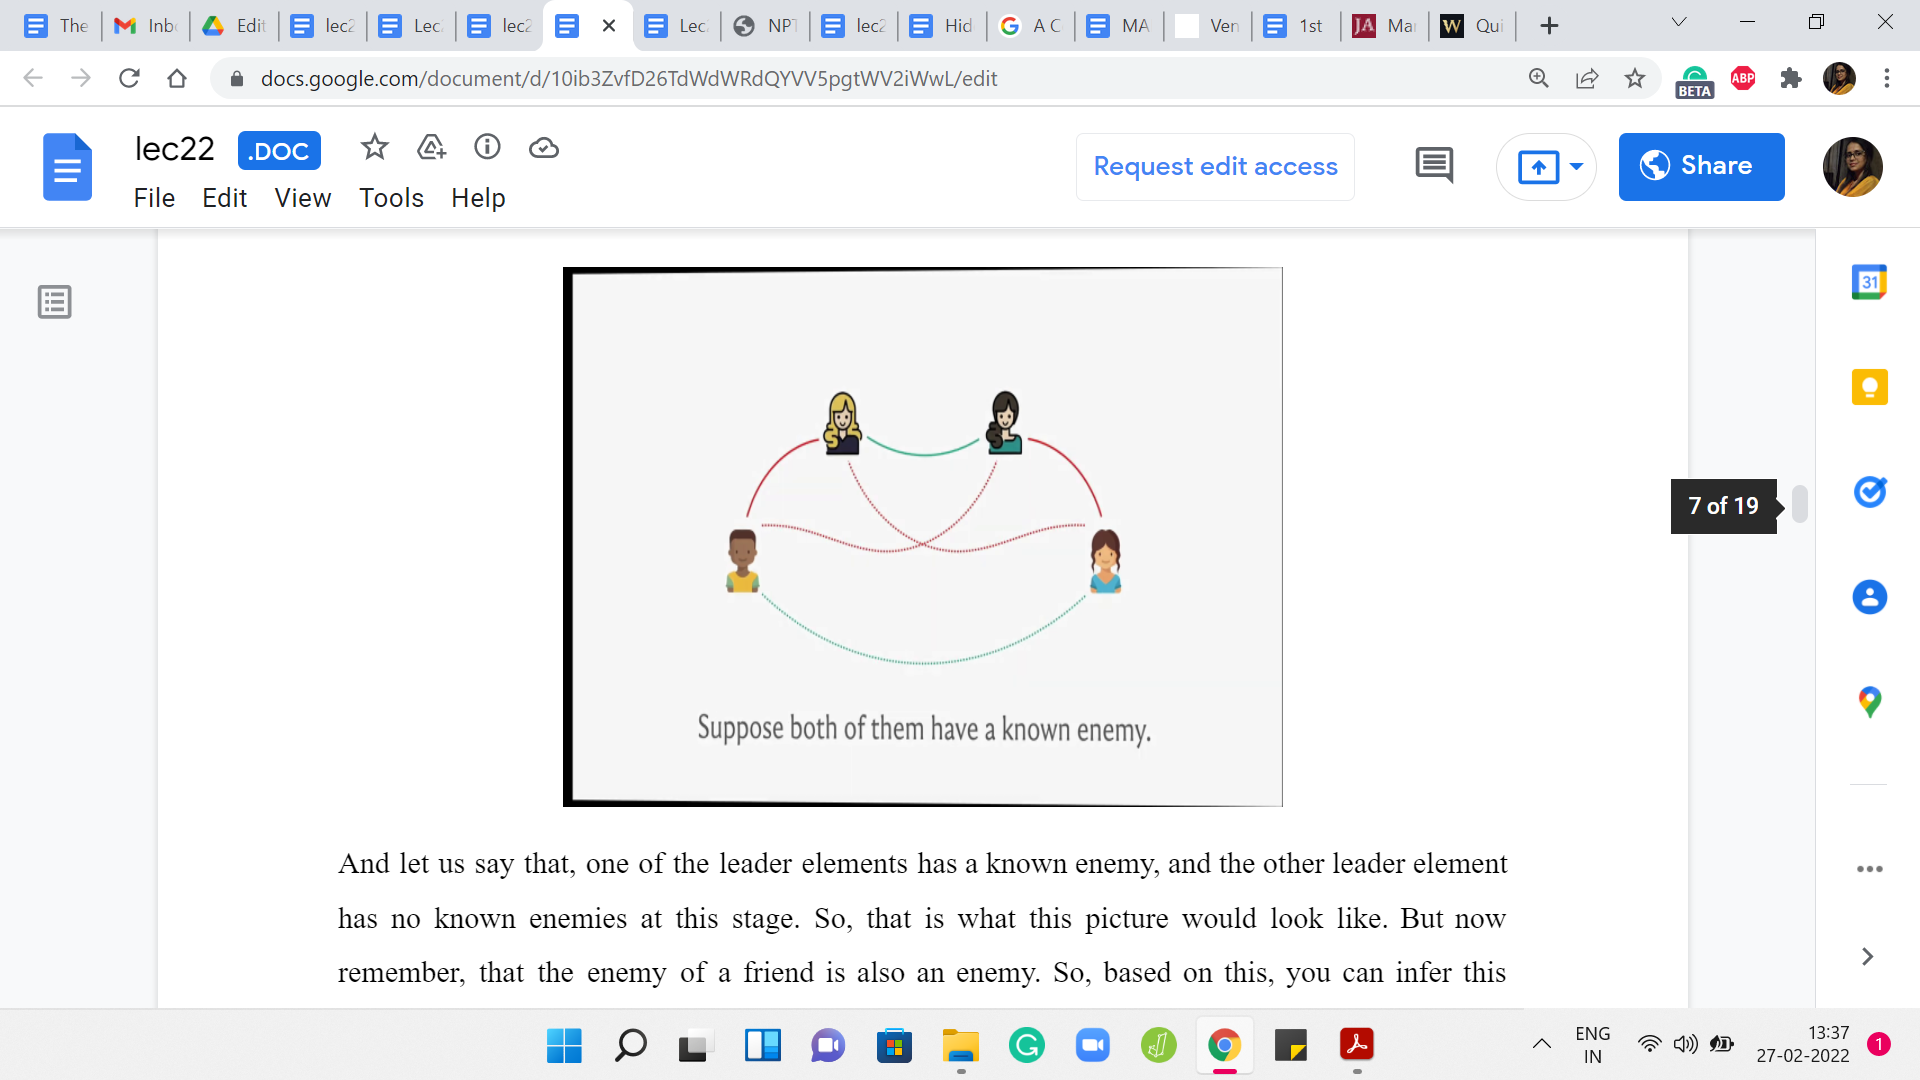 The
Inb
Edit
lec2
Lec
lec2
Lec
NPT
lec2
Hid
A C
MA
Ven
1st
JA
Mar
W
Qui
docs.google.com/document/d/10ib3ZvfD26TdWdWRdQYVV5pgtWV2iWwL/edit
BETA
ABP
lec22
.DOC
File Edit View Tools Help
Request edit access
Share
31
7 of 19
Suppose both of them have a known enemy.
And let us say that, one of the leader elements has a known enemy, and the other leader element
has no known enemies at this stage. So, that is what this picture would look like. But now
remember, that the enemy of a friend is also an enemy. So, based on this, you can infer this
ENG
IN
13:37
27-02-2022
1